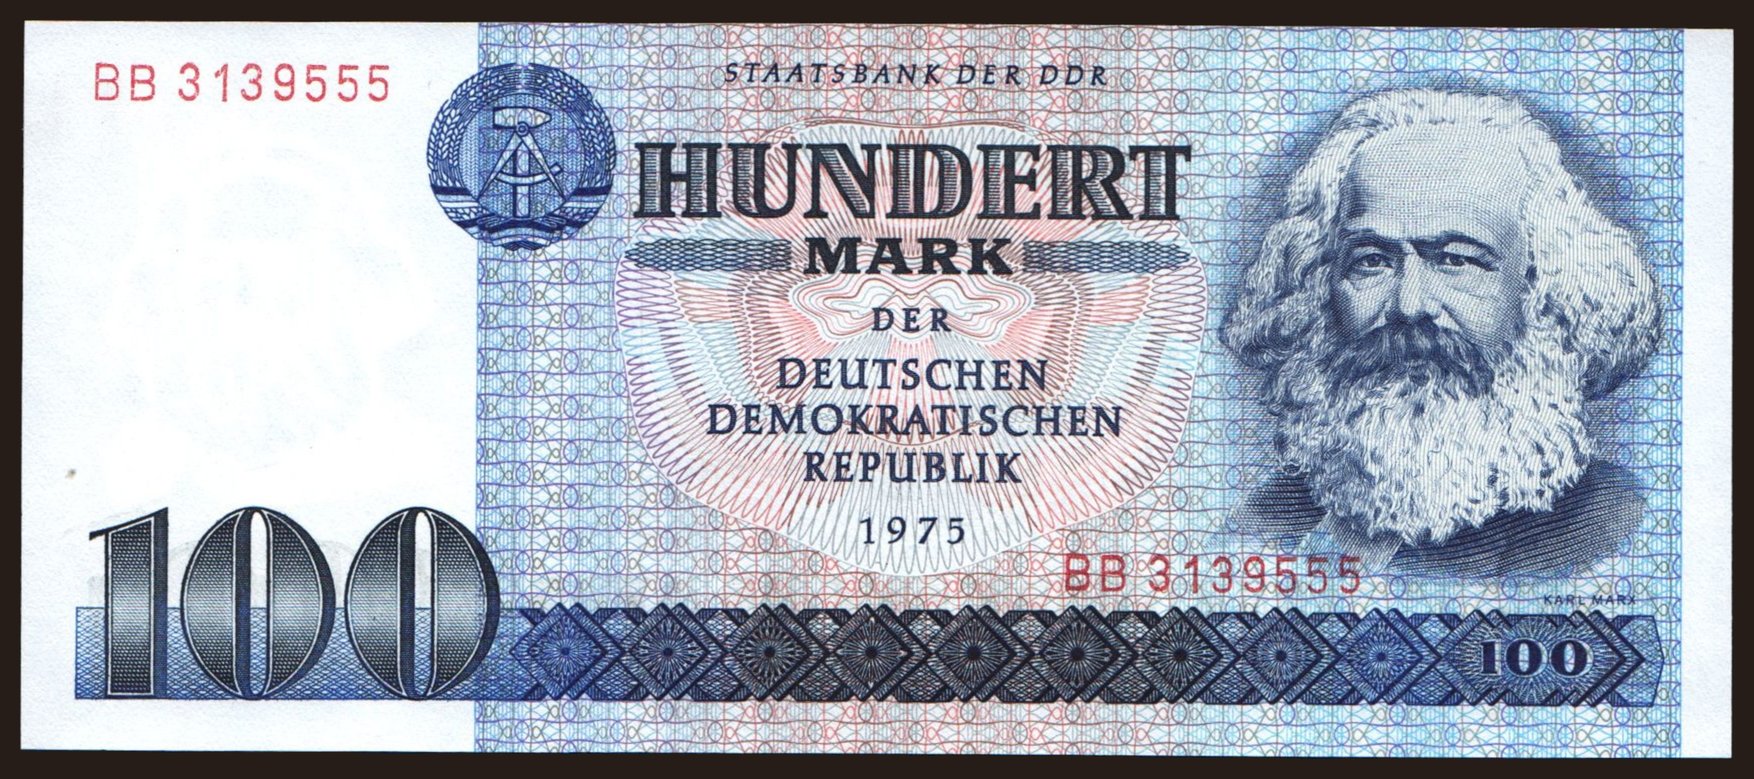 BB 3139555
STAATSBANK DER DDR
HUNDERT
MARK
DER
DEUTSCHEN
DEMOKRATISCHEN
REPUBLIK
1975
BB 3139555
KARL MARX
100
100